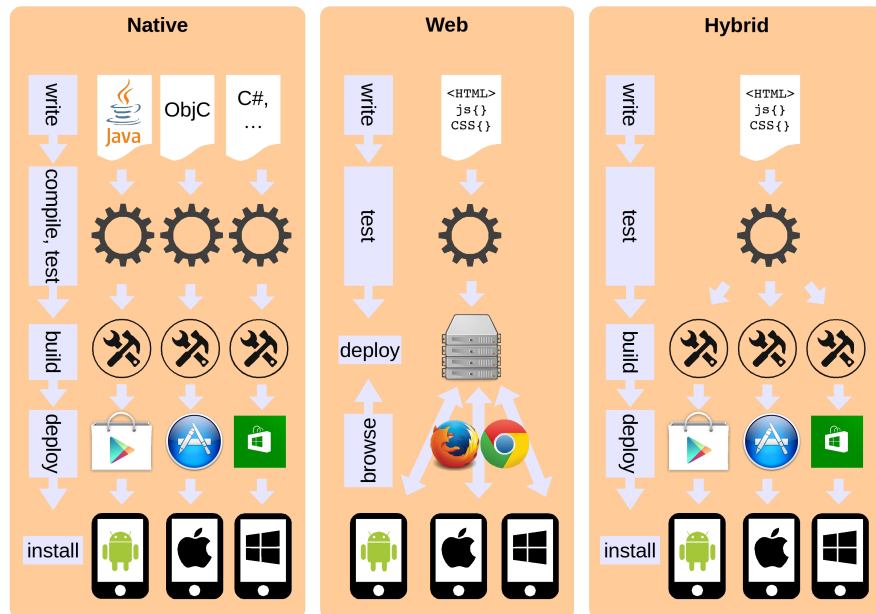 Native
write
Java
ObjC
C#,
...
compile, test
build
deploy
install
Web
write
<HTML>
js{}
CSS{}
test
deploy
browse
Hybrid
write
<HTML>
js{}
CSS{}
test
build
deploy
install